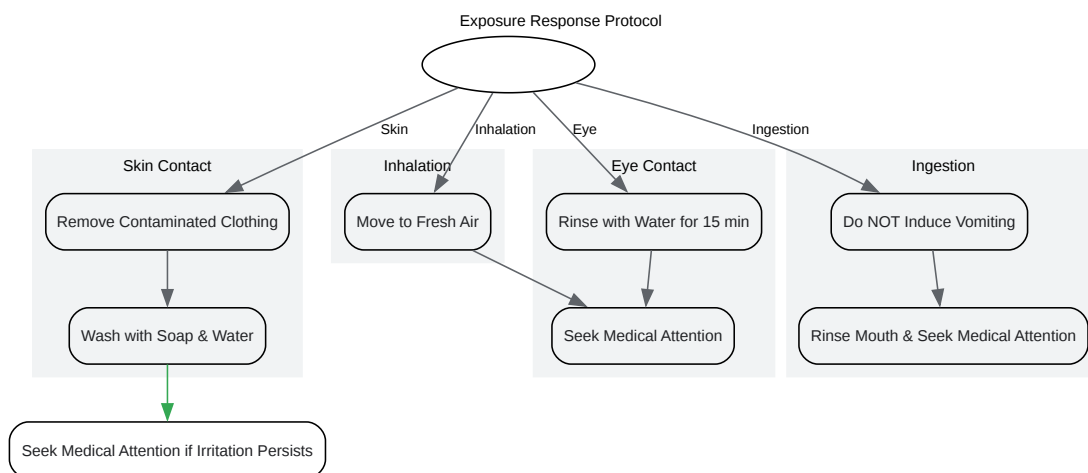 Exposure Response Protocol
Skin
Inhalation
Eye
Ingestion
Skin Contact
Inhalation
Eye Contact
Ingestion
Remove Contaminated Clothing
Move to Fresh Air
Rinse with Water for 15 min
Do NOT Induce Vomiting
Wash with Soap & Water
Seek Medical Attention
Rinse Mouth & Seek Medical Attention
Seek Medical Attention if Irritation Persists